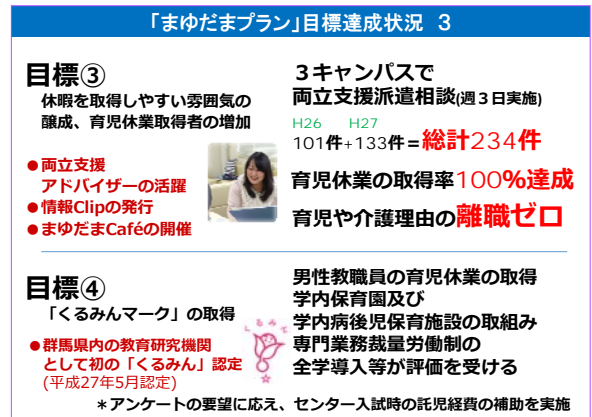 「まゆだまプラン」目標達成状況 3
目標③
休暇を取得しやすい雰囲気の
醸成、育児休業取得者の増加
●両立支援
アドバイザーの活躍
●情報Clipの発行
●まゆだまCaféの開催
3キャンパスで
両立支援派遣相談(週3日実施)
H26 H27
101件+133件=総計234件
育児休業の取得率100%達成
育児や介護理由の離職ゼロ
目標④
「くるみんマーク」の取得
●群馬県内の教育研究機関
として初の「くるみん」認定
(平成27年5月認定)
くるみん
男性教職員の育児休業の取得
学内保育園及び
学内病後児保育施設の取組み
専門業務裁量労働制の
全学導入等が評価を受ける
*アンケートの要望に応え、センター入試時の託児経費の補助を実施